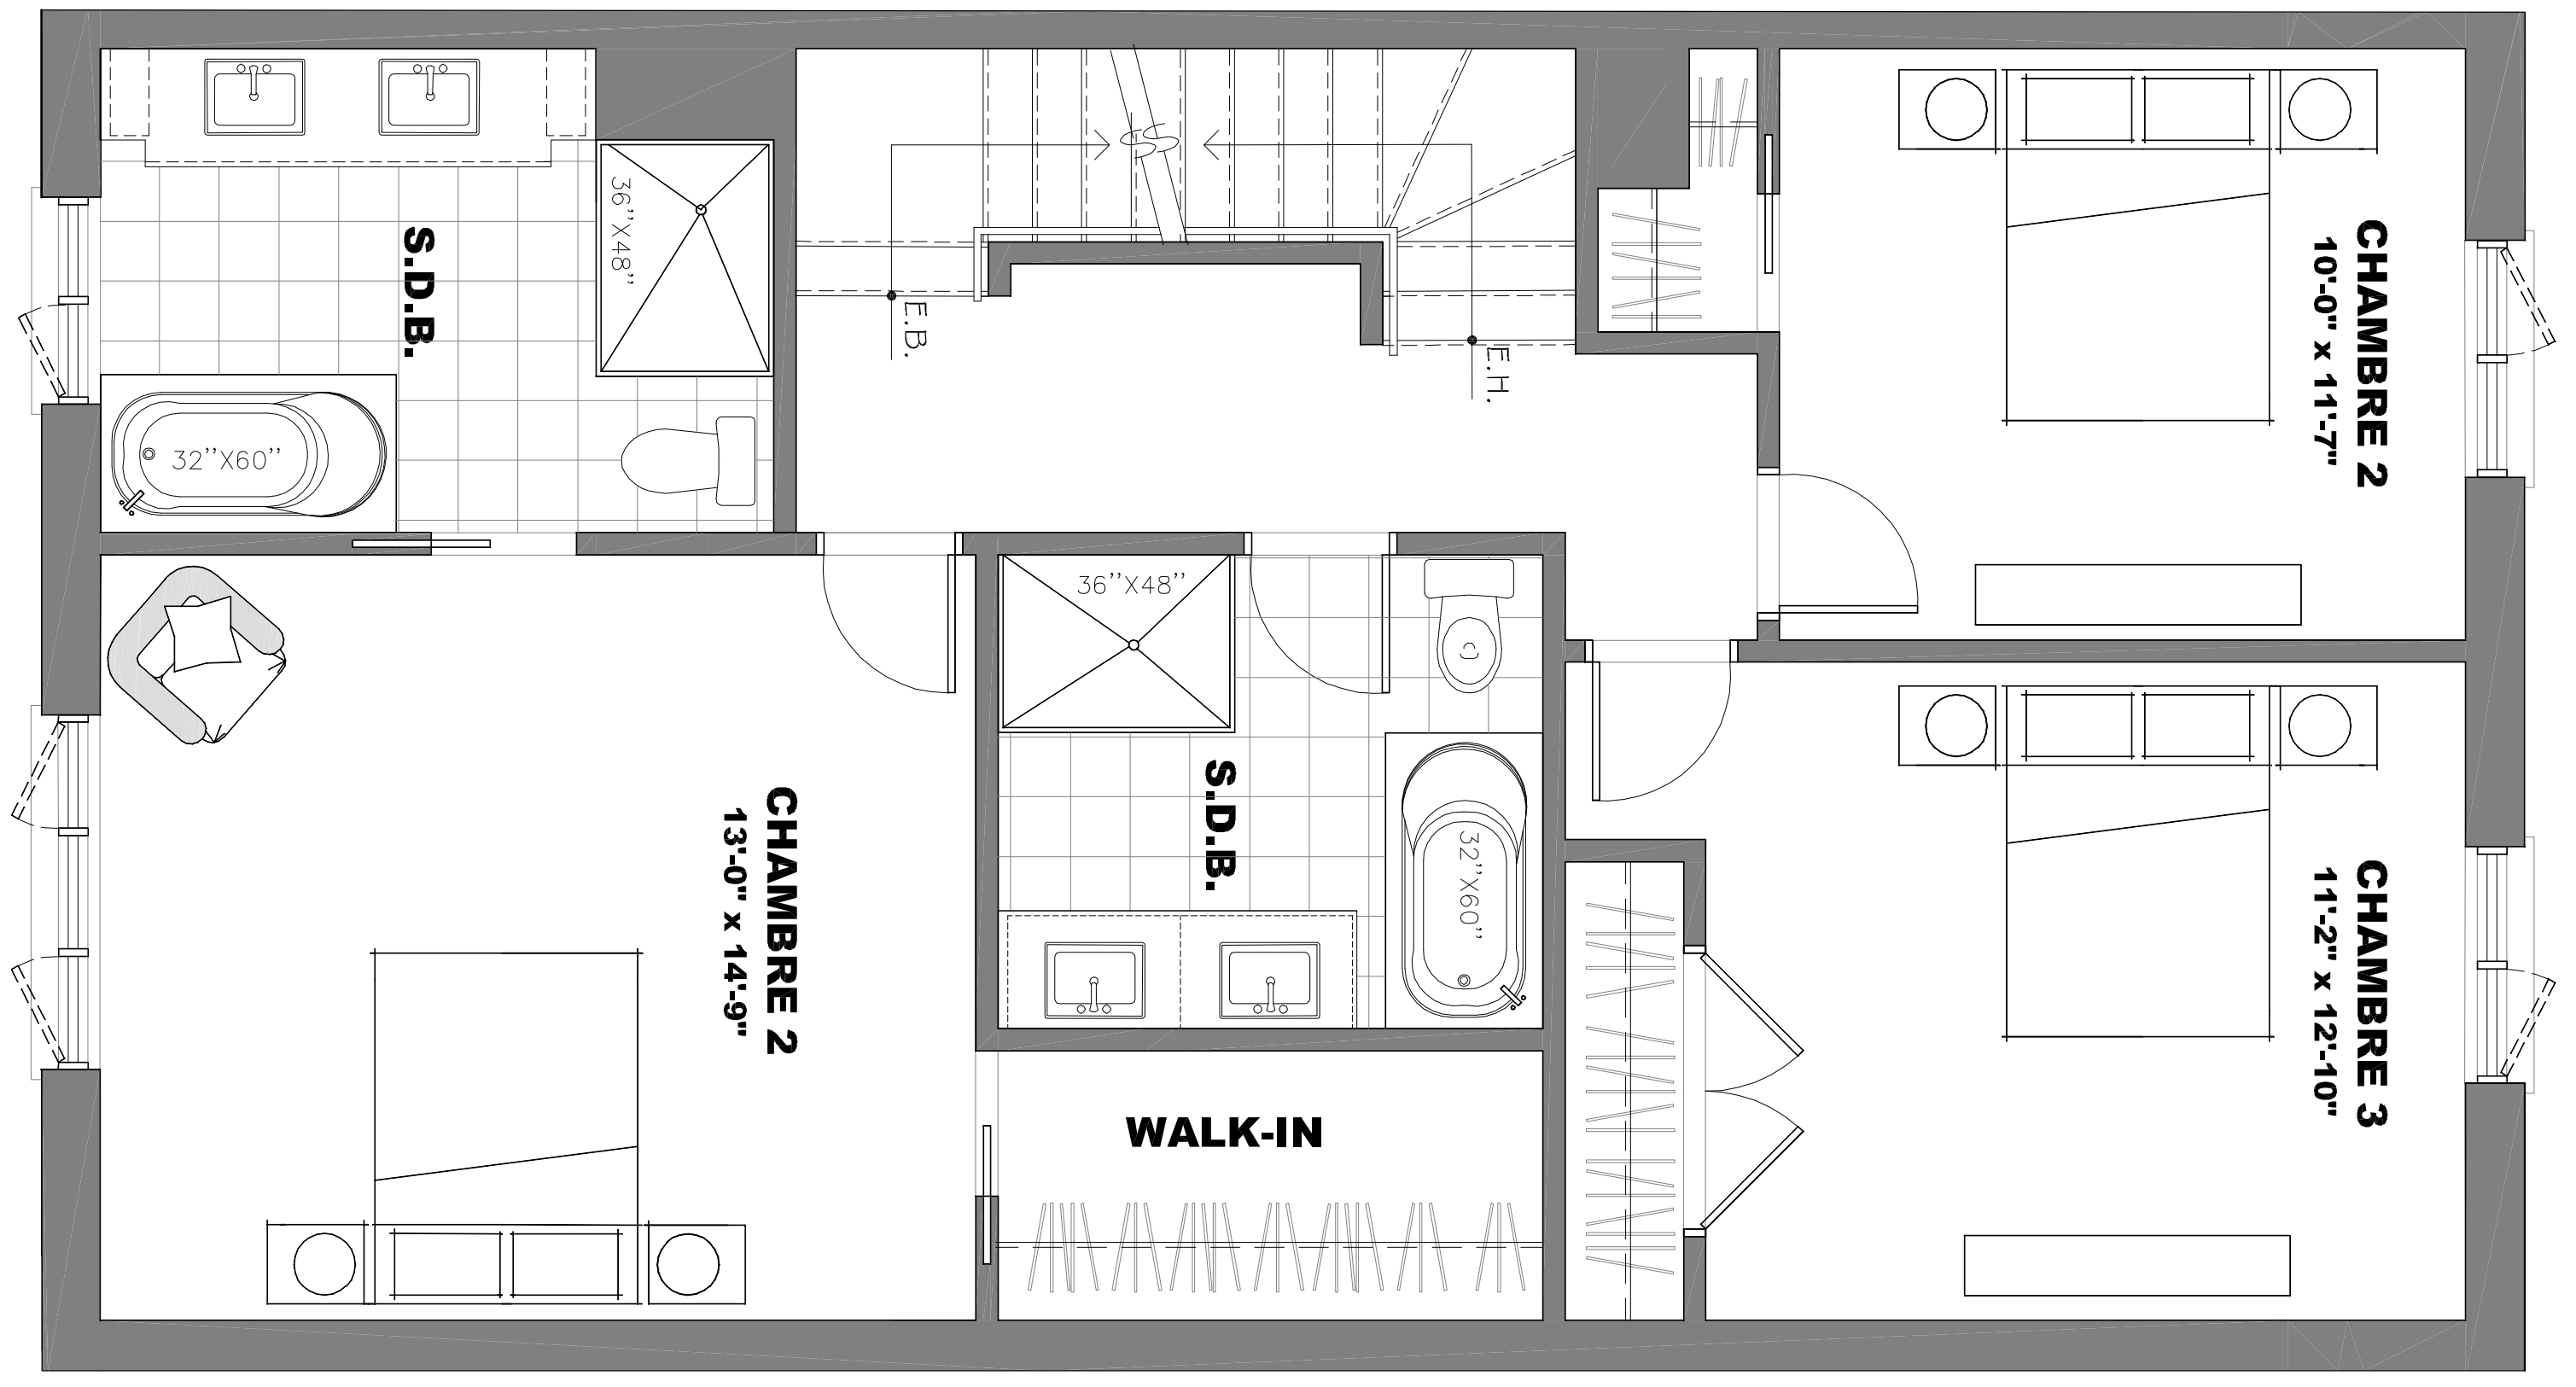 S.D.B.
36’’X48’’
32’’X60’’
E.B.
E.H.
CHAMBRE 2
10'-0" x 11'-7"
CHAMBRE 2
13'-0" x 14'-9"
36’’X48’’
S.D.B.
32’’X60’’
WALK-IN
CHAMBRE 3
11'-2" x 12'-10"